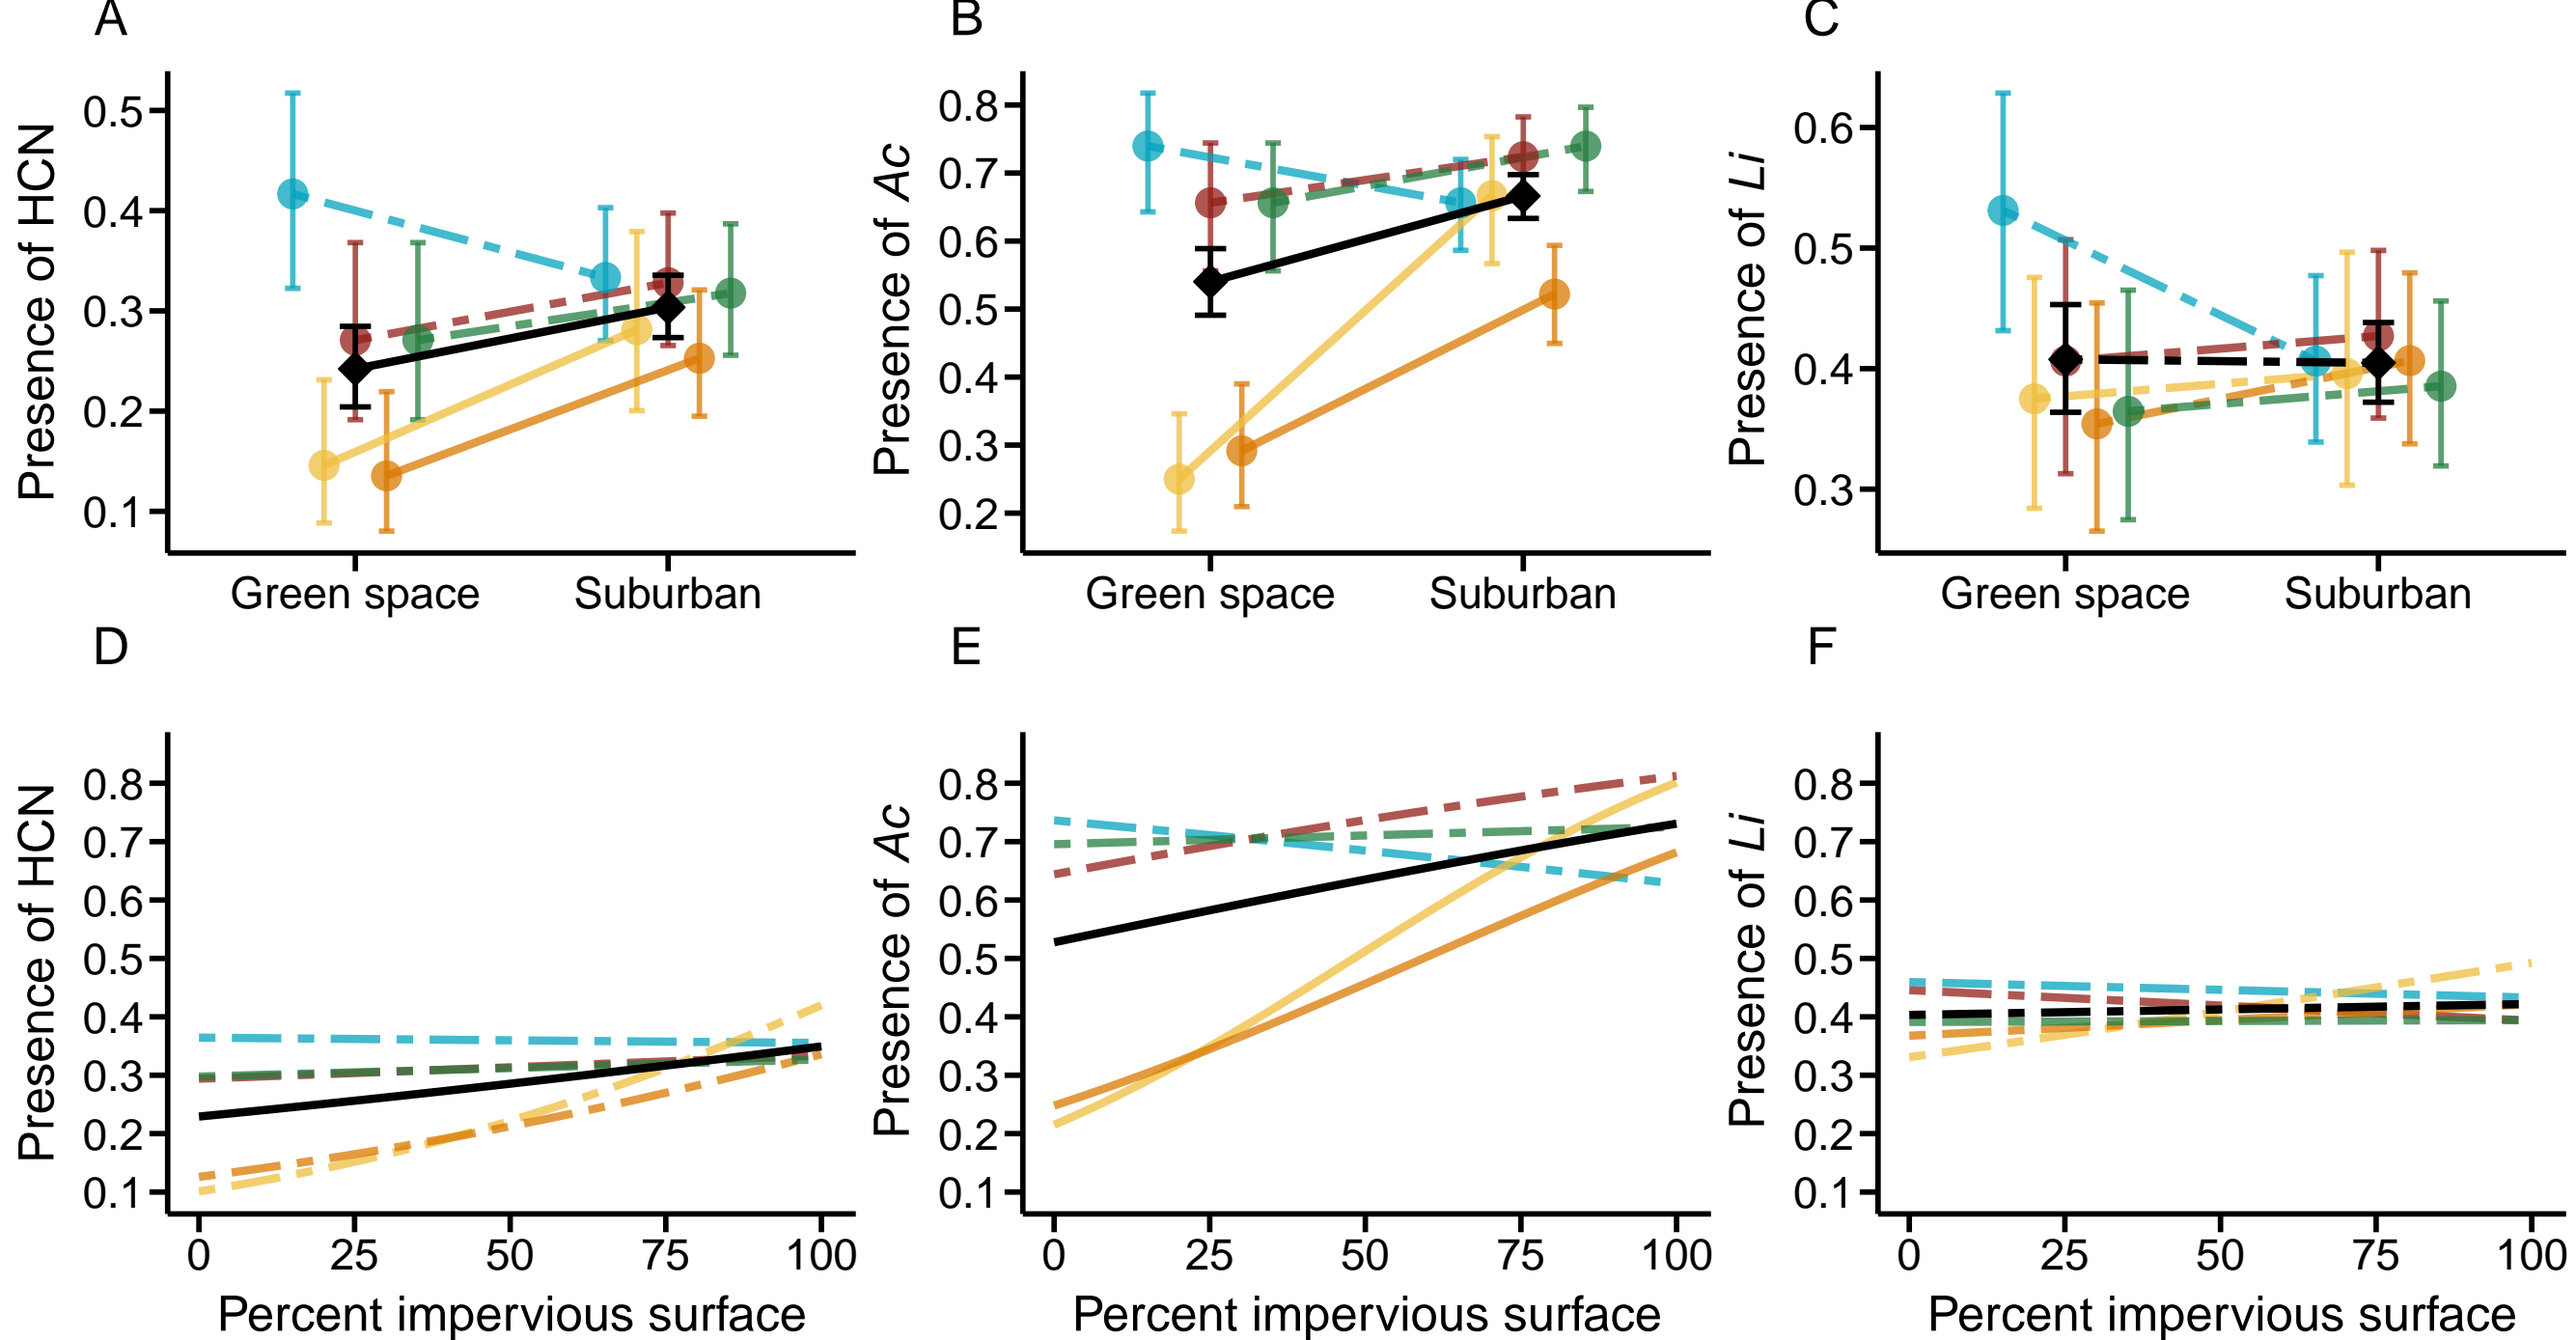 A
B
C
Presence of HCN
0.5
0.4
0.3
0.2
0.1
Green space
Suburban
Presence of Ac
0.8
0.7
0.6
0.5
0.4
0.3
0.2
Green space
Suburban
Presence of Li
0.6
0.5
0.4
0.3
Green space
Suburban
D
E
F
Presence of HCN
0.8
0.7
0.6
0.5
0.4
0.3
0.2
0.1
0 25 50 75 100
Percent impervious surface
Presence of Ac
0.8
0.7
0.6
0.5
0.4
0.3
0.2
0.1
0 25 50 75 100
Percent impervious surface
Presence of Li
0.8
0.7
0.6
0.5
0.4
0.3
0.2
0.1
0 25 50 75 100
Percent impervious surface